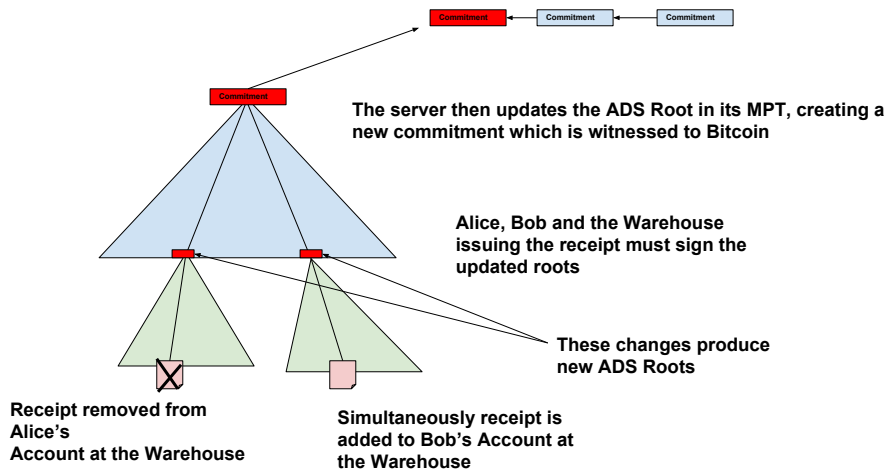 Commitment
Commitment
Commitment
Commitment
The server then updates the ADS Root in its MPT, creating a
new commitment which is witnessed to Bitcoin
Alice, Bob and the Warehouse
issuing the receipt must sign the
updated roots
These changes produce
new ADS Roots
Receipt removed from
Alice's
Account at the Warehouse
Simultaneously receipt is
added to Bob's Account at
the Warehouse